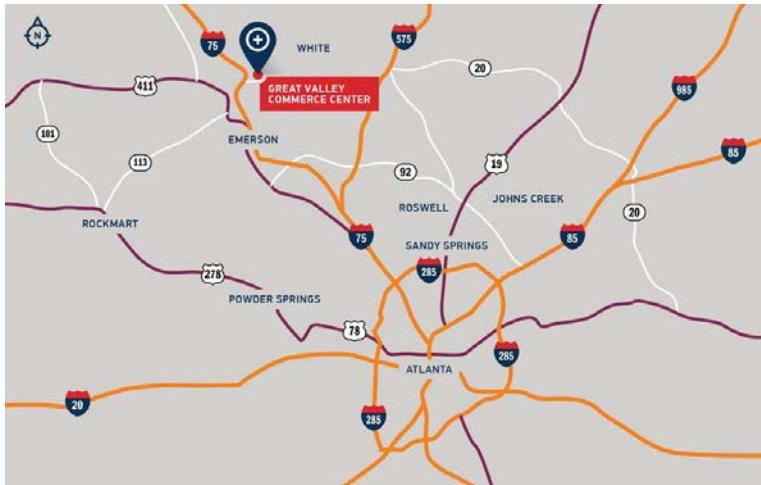 N
75
WHITE
575
20
411
GREAT VALLEY
COMMERCE CENTER
985
101
EMERSON
85
113
92
19
ROCKMART
ROSWELL
JOHNS CREEK
20
75
SANDY SPRINGS
85
278
285
POWDER SPRINGS
78
285
ATLANTA
20
285